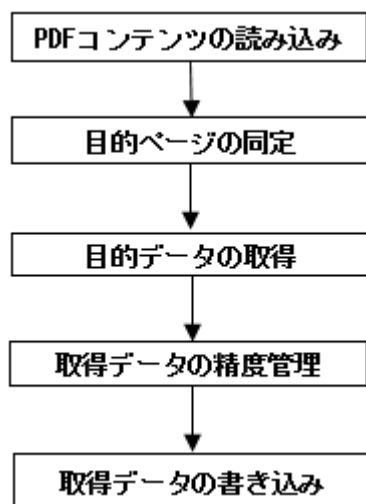 PDFコンテンツの読み込み
目的ページの同定
目的データの取得
取得データの精度管理
取得データの書き込み